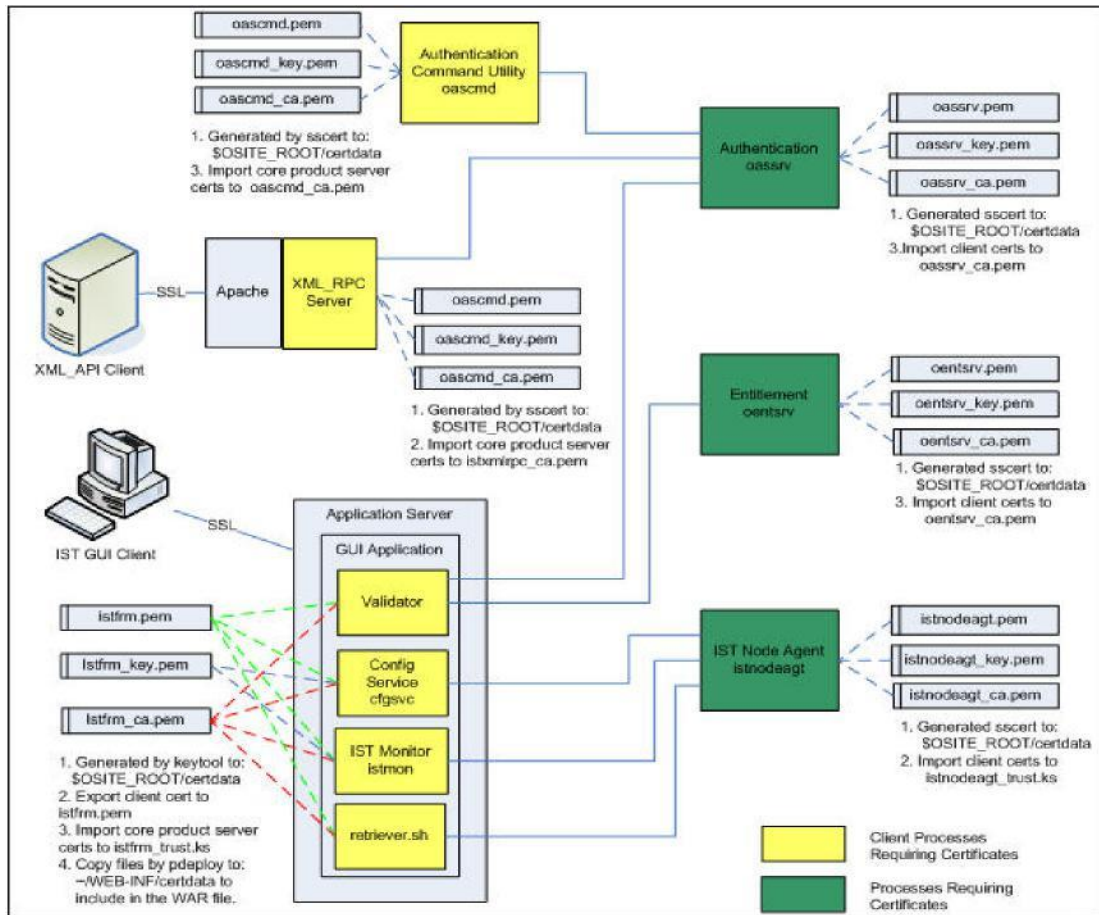 oascmd.pem
oascmd_key.pem
oascmd_ca.pem
Authentication
Command Utility
oascmd
1. Generated by sscert to:
$OSITE_ROOT/certdata
3. Import core product server
certs to oascmd_ca.pem
Authentication
oassrv
oassrv.pem
oassrv_key.pem
oassrv_ca.pem
1. Generated sscert to:
$OSITE_ROOT/certdata
3.Import client certs to
oassrv_ca.pem
XML_API Client
SSL
Apache
XML_RPC
Server
oascmd.pem
oascmd_key.pem
oascmd_ca.pem
1. Generated by sscert to:
$OSITE_ROOT/certdata
2. Import core product server
certs to istxmlrpc_ca.pem
Entitlement
oentsrv
oentsrv.pem
oentsrv_key.pem
oentsrv_ca.pem
1. Generated sscert to:
$OSITE_ROOT/certdata
3. Import client certs to
oentsrv_ca.pem
IST GUI Client
SSL
Application Server
GUI Application
Validator
Config
Service
cfgsvc
IST Monitor
istmon
retriever.sh
istfrm.pem
Istfrm_key.pem
Istfrm_ca.pem
1. Generated by keytool to:
$OSITE_ROOT/certdata
2. Export client cert to
istfrm.pem
3. Import core product server
certs to istfrm_trust.ks
4. Copy files by pdeploy to:
~/WEB-INF/certdata to
include in the WAR file.
IST Node Agent
istnodeagt
istnodeagt.pem
istnodeagt_key.pem
istnodeagt_ca.pem
1. Generated sscert to:
$OSITE_ROOT/certdata
2. Import client certs to
istnodeagt_trust.ks
Client Processes
Requiring Certificates
Processes Requiring
Certificates